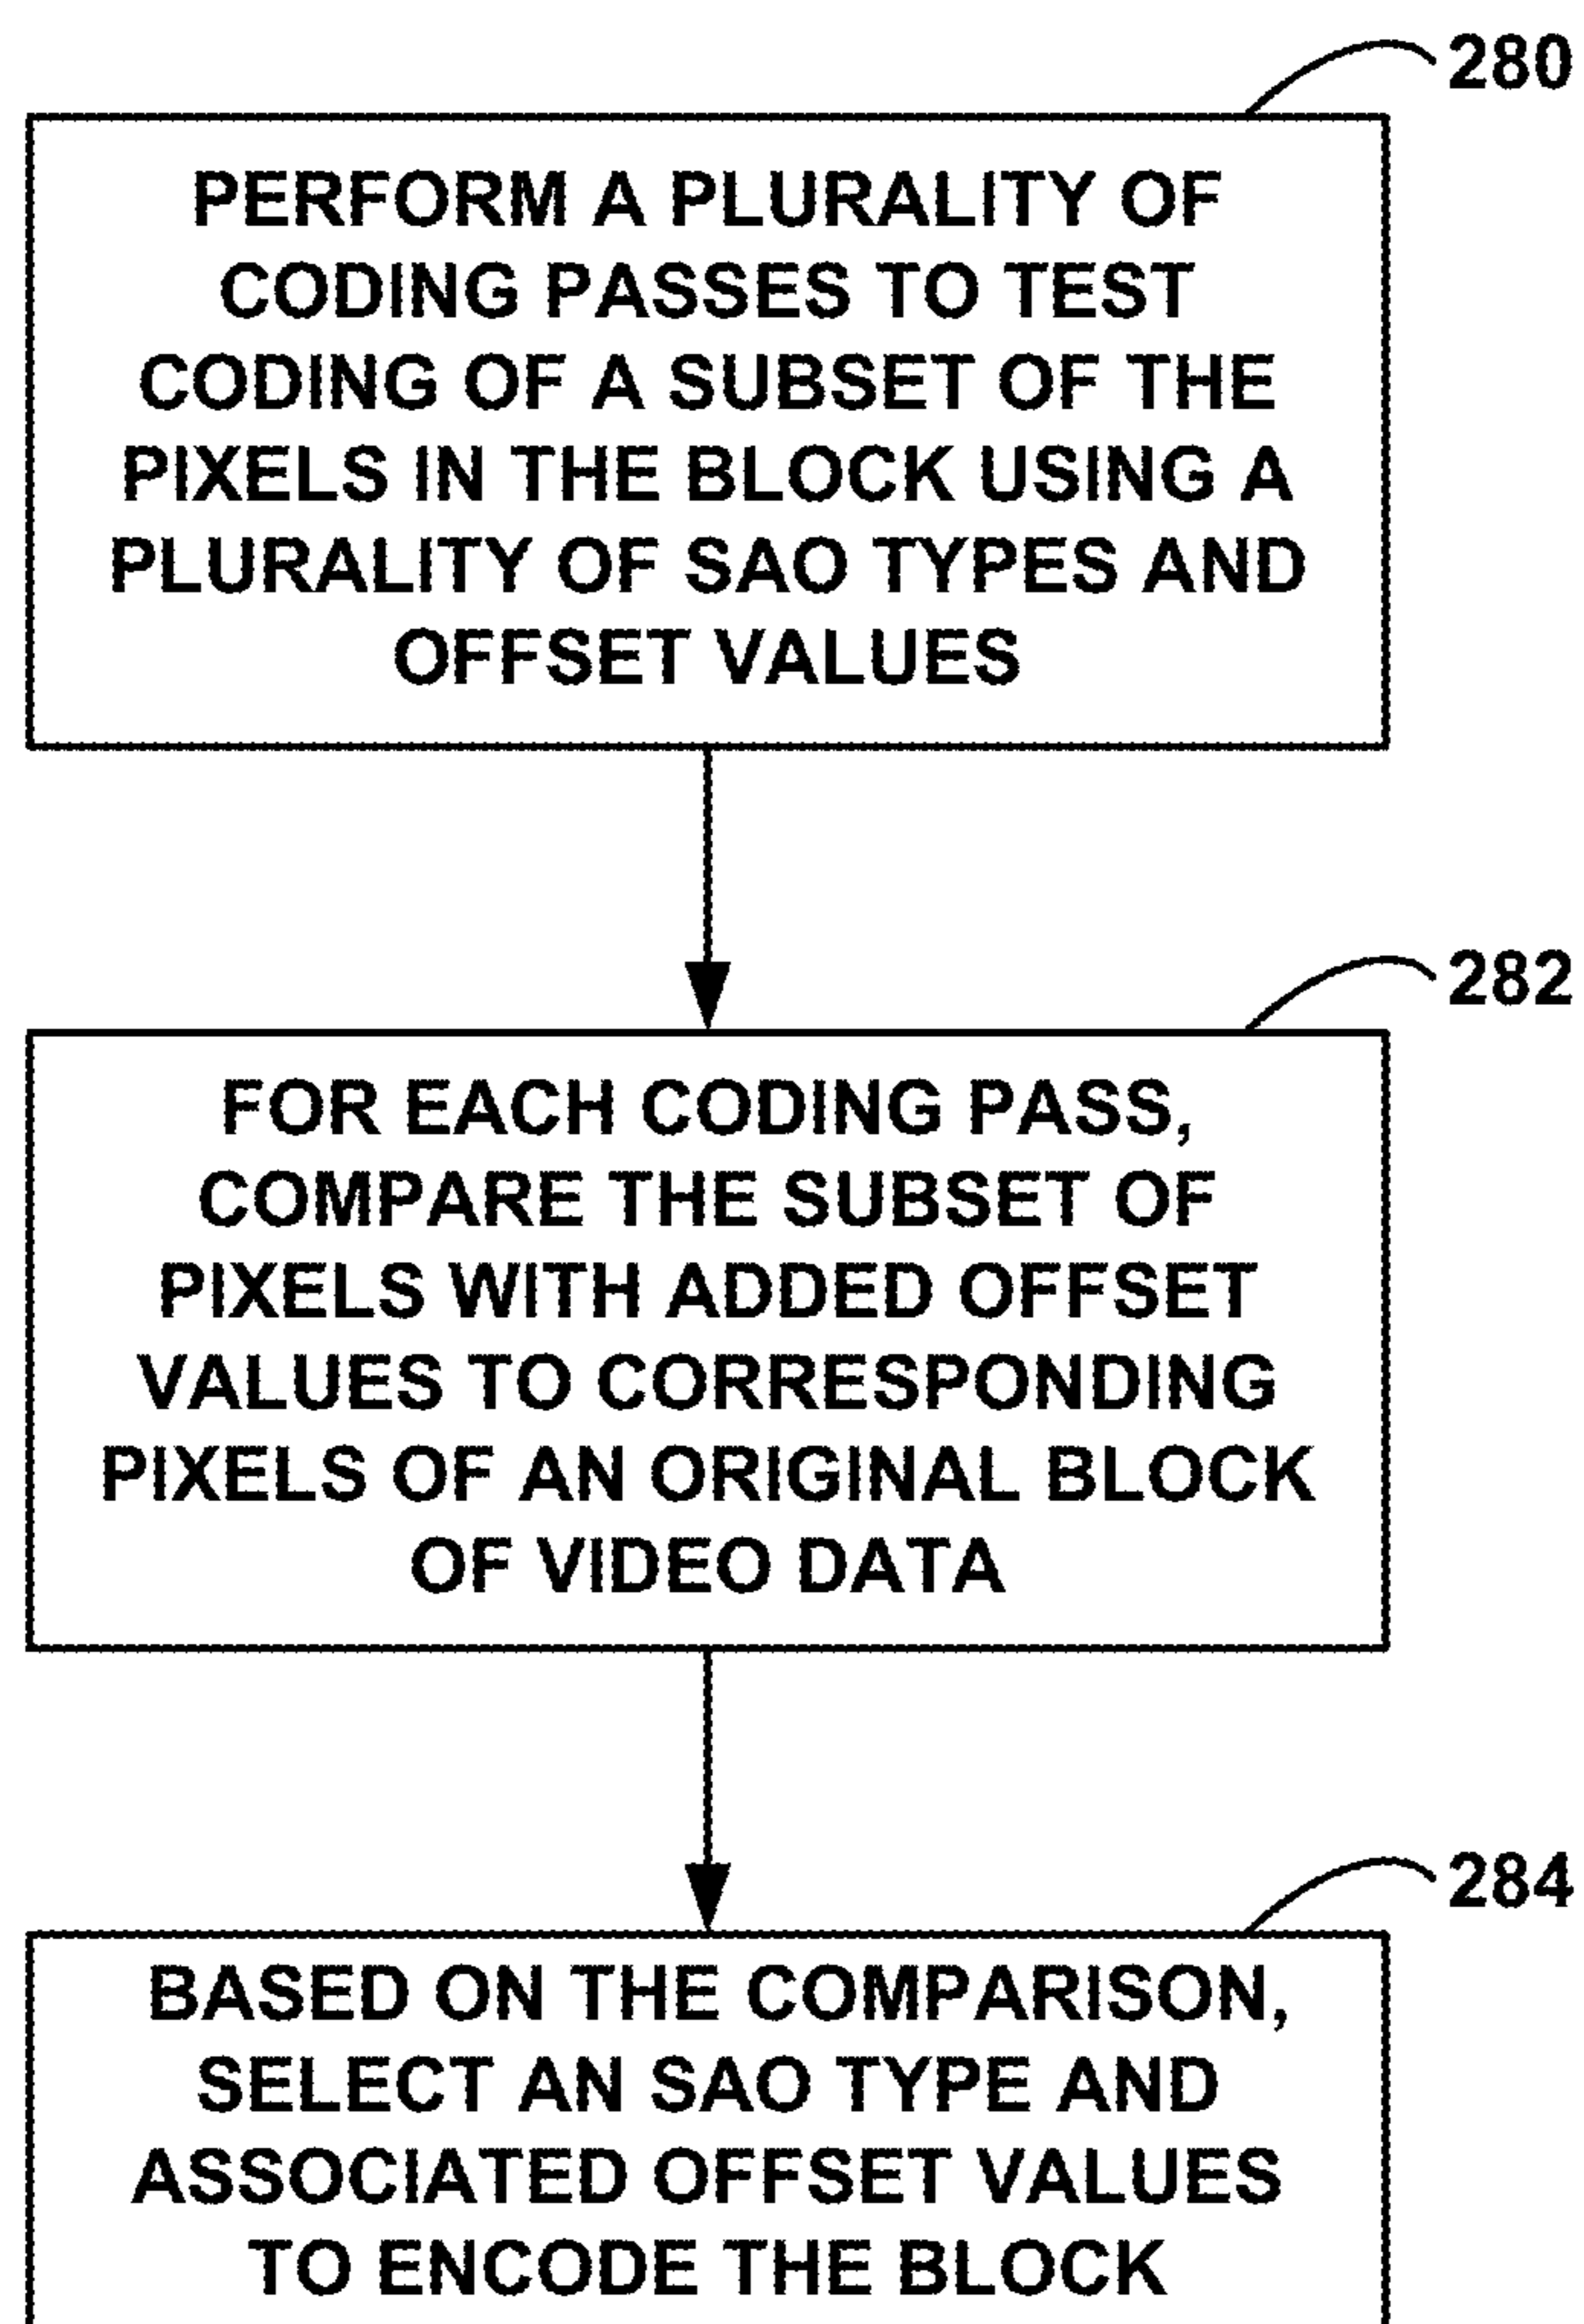 280
PERFORM A PLURALITY OF
CODING PASSES TO TEST
CODING OF A SUBSET OF THE
PIXELS IN THE BLOCK USING A
PLURALITY OF SAO TYPES AND
OFFSET VALUES
282
FOR EACH CODING PASS,
COMPARE THE SUBSET OF
PIXELS WITH ADDED OFFSET
VALUES TO CORRESPONDING
PIXELS OF AN ORIGINAL BLOCK
OF VIDEO DATA
284
BASED ON THE COMPARISON,
SELECT AN SAO TYPE AND
ASSOCIATED OFFSET VALUES
TO ENCODE THE BLOCK